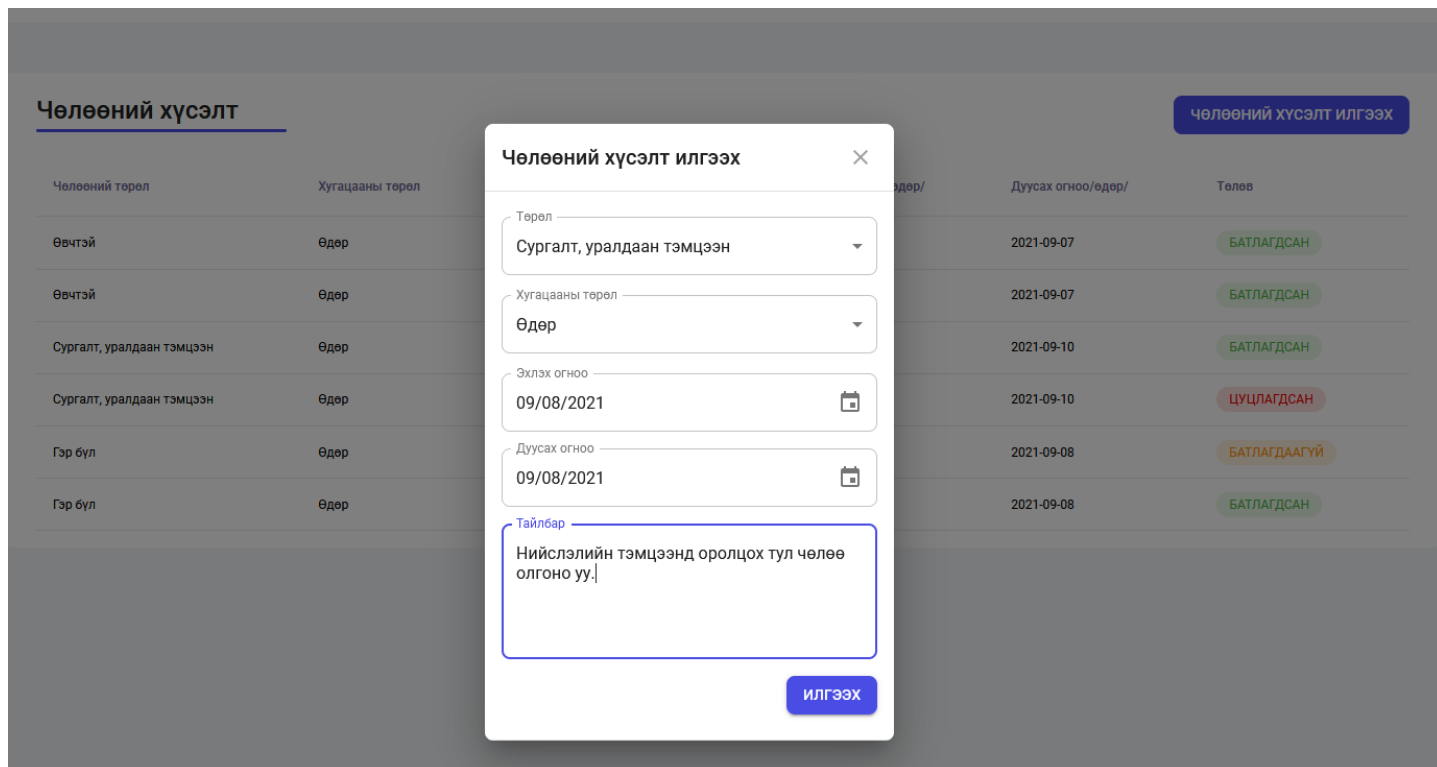 Чөлөөний хүсэлт
ЧӨЛӨӨНИЙ ХҮСЭЛТ ИЛГЭЭХ
Чөлөөний төрөл Хугацааны төрөл өдөр/ Дуусах огноо/өдөр/ Төлөв
Өвчтэй Өдөр 2021-09-07 БАТЛАГДСАН
Өвчтэй Өдөр 2021-09-07 БАТЛАГДСАН
Сургалт, уралдаан тэмцээн Өдөр 2021-09-10 БАТЛАГДСАН
Сургалт, уралдаан тэмцээн Өдөр 2021-09-10 ЦУЦЛАГДСАН
Гэр бүл Өдөр 2021-09-08 БАТЛАГДААГҮЙ
Гэр бүл Өдөр 2021-09-08 БАТЛАГДСАН
Чөлөөний хүсэлт илгээх
Төрөл
Сургалт, уралдаан тэмцээн
Хугацааны төрөл
Өдөр
Эхлэх огноо
09/08/2021
Дуусах огноо
09/08/2021
Тайлбар
Нийслэлийн тэмцээнд оролцох тул чөлөө
олгоно уу.
ИЛГЭЭХ